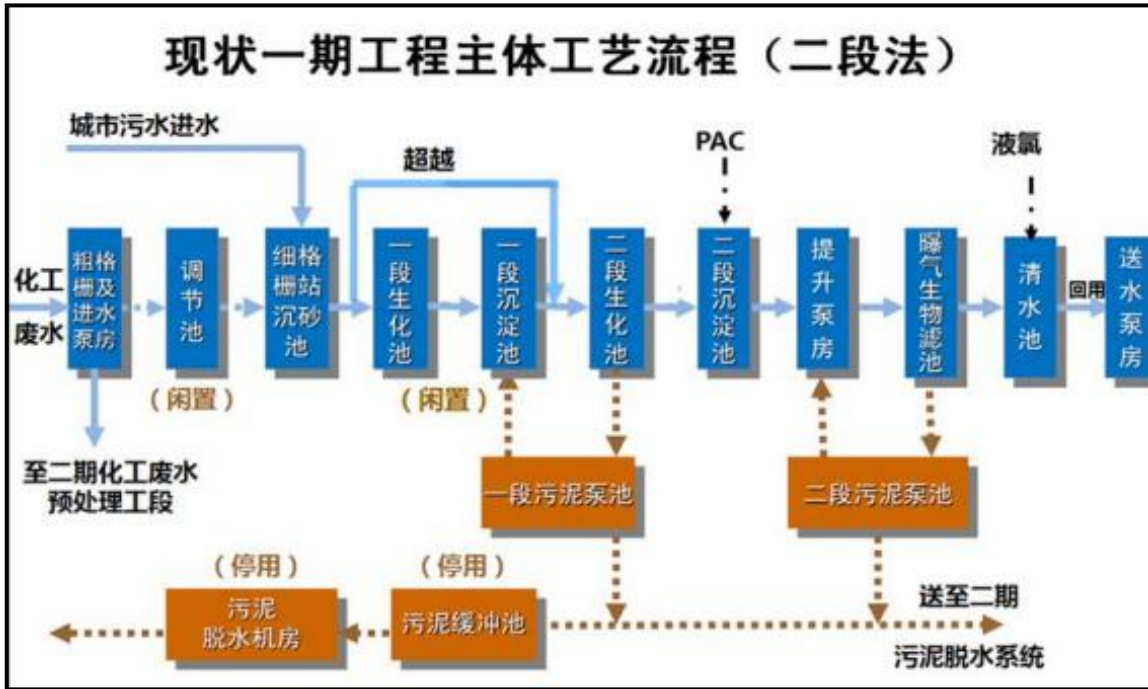 现状一期工程主体工艺流程（二段法）
城市污水进水
超越
PAC
液氯
化工
废水
粗格
栅及
进水
泵房
调
节
池
细格
栅站
沉砂
池
一
段
生
化
池
一
段
沉
淀
池
二
段
生
化
池
二
段
沉
淀
池
提
升
泵
房
曝
气
生
物
滤
池
清
水
池
回用
送
水
泵
房
（闲置）
（闲置）
至二期化工废水
预处理工段
一段污泥泵池
二段污泥泵池
（停用）
（停用）
污泥
脱水机房
污泥缓冲池
送至二期
污泥脱水系统